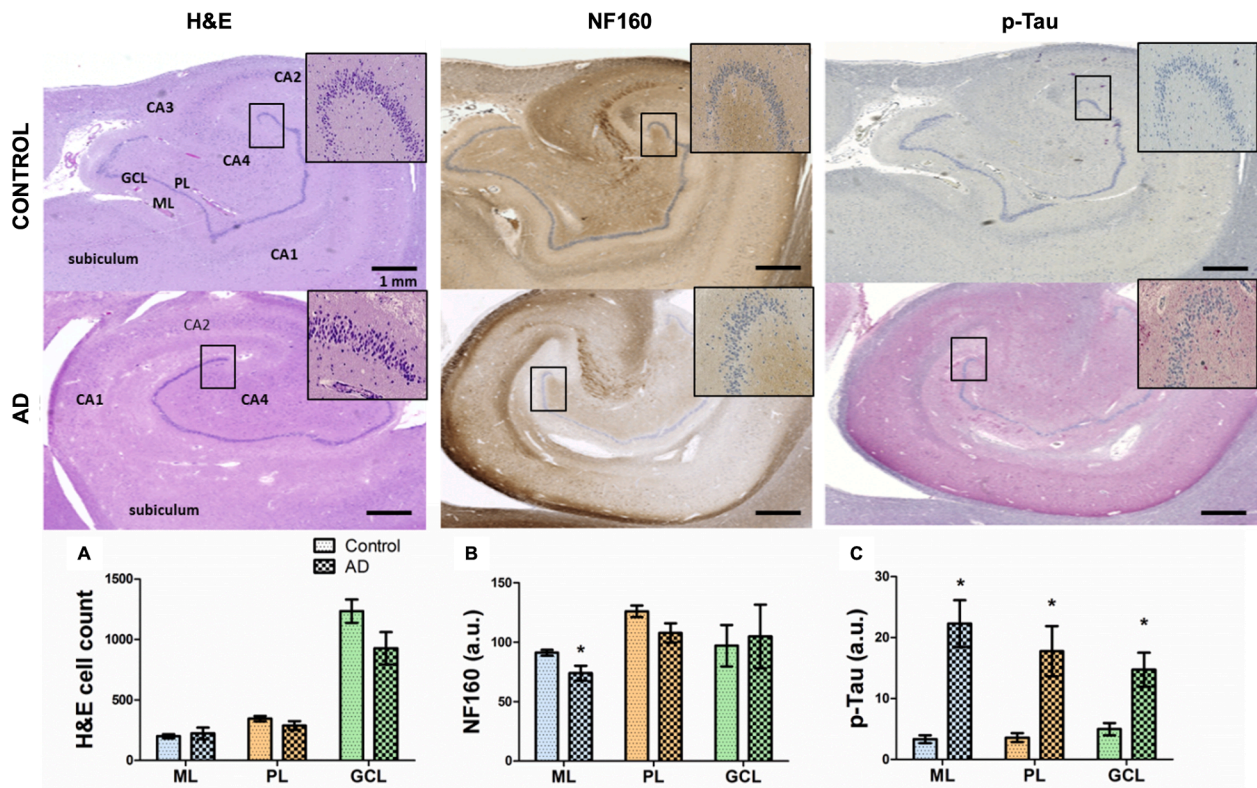 H&E NF160 p-Tau
CONTROL
CA2
CA3
CA4
GCL
PL
ML
CA1
subiculum
1 mm
AD
CA2
CA1
CA4
subiculum
A
Control
AD
H&E cell count
1500
1000
500
0
ML PL GCL
B
NF160 (a.u.)
150
100
50
0
*
ML PL GCL
C
p-Tau (a.u.)
30
20
10
0
*
*
*
ML PL GCL